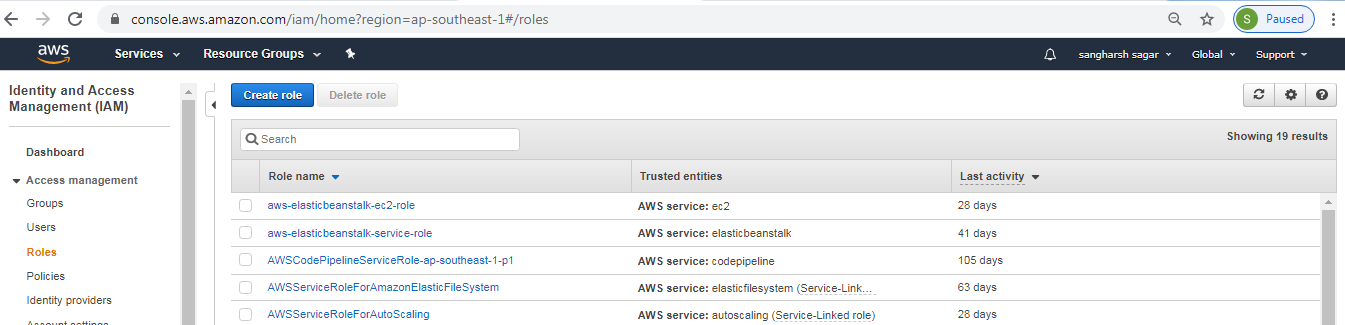 console.aws.amazon.com/iam/home?region=ap-southeast-1#/roles
S Paused
aws Services Resource Groups sangharsh sagar Global Support
Identity and Access
Management (IAM)
Dashboard
Access management
Groups
Users
Roles
Policies
Identity providers
Account settings
Create role Delete role
Search
Showing 19 results
Role name Trusted entities Last activity
aws-elasticbeanstalk-ec2-role AWS service: ec2 28 days
aws-elasticbeanstalk-service-role AWS service: elasticbeanstalk 41 days
AWSCodePipelineServiceRole-ap-southeast-1-p1 AWS service: codepipeline 105 days
AWSServiceRoleForAmazonElasticFileSystem AWS service: elasticfilesystem (Service-Link… 63 days
AWSServiceRoleForAutoScaling AWS service: autoscaling (Service-Linked role) 28 days